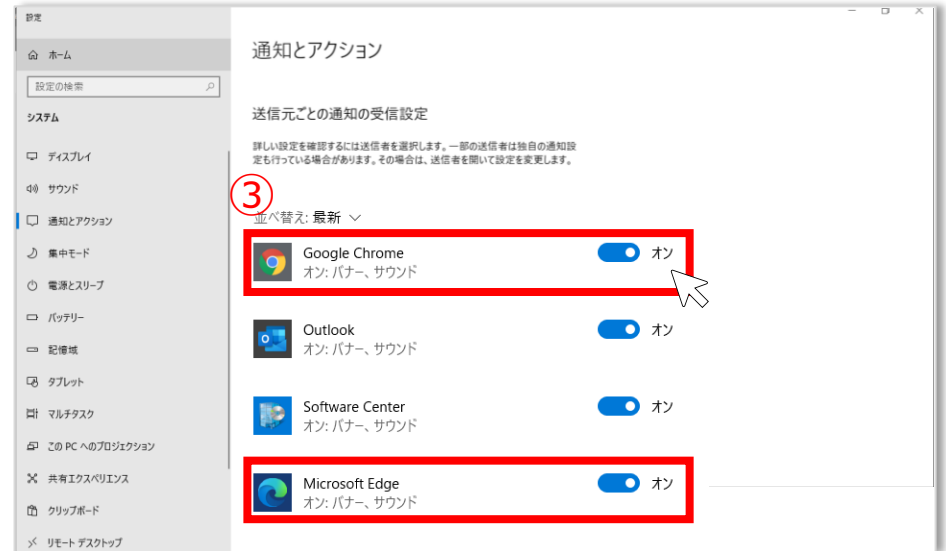 設定
ホーム
設定の検索
システム
ディスプレイ
サウンド
通知とアクション
集中モード
電源とスリープ
バッテリー
記憶域
タブレット
マルチタスク
この PC へのプロジェクション
共有エクスペリエンス
クリップボード
リモート デスクトップ
通知とアクション
送信元ごとの通知の受信設定
詳しい設定を確認するには送信者を選択します。一部の送信者は独自の通知設
定も行っている場合があります。その場合は、送信者を開いて設定を変更します。
③
並べ替え: 最新
Google Chrome
オン: バナー、サウンド
オン
Outlook
オン: バナー、サウンド
オン
Software Center
オン: バナー、サウンド
オン
Microsoft Edge
オン: バナー、サウンド
オン